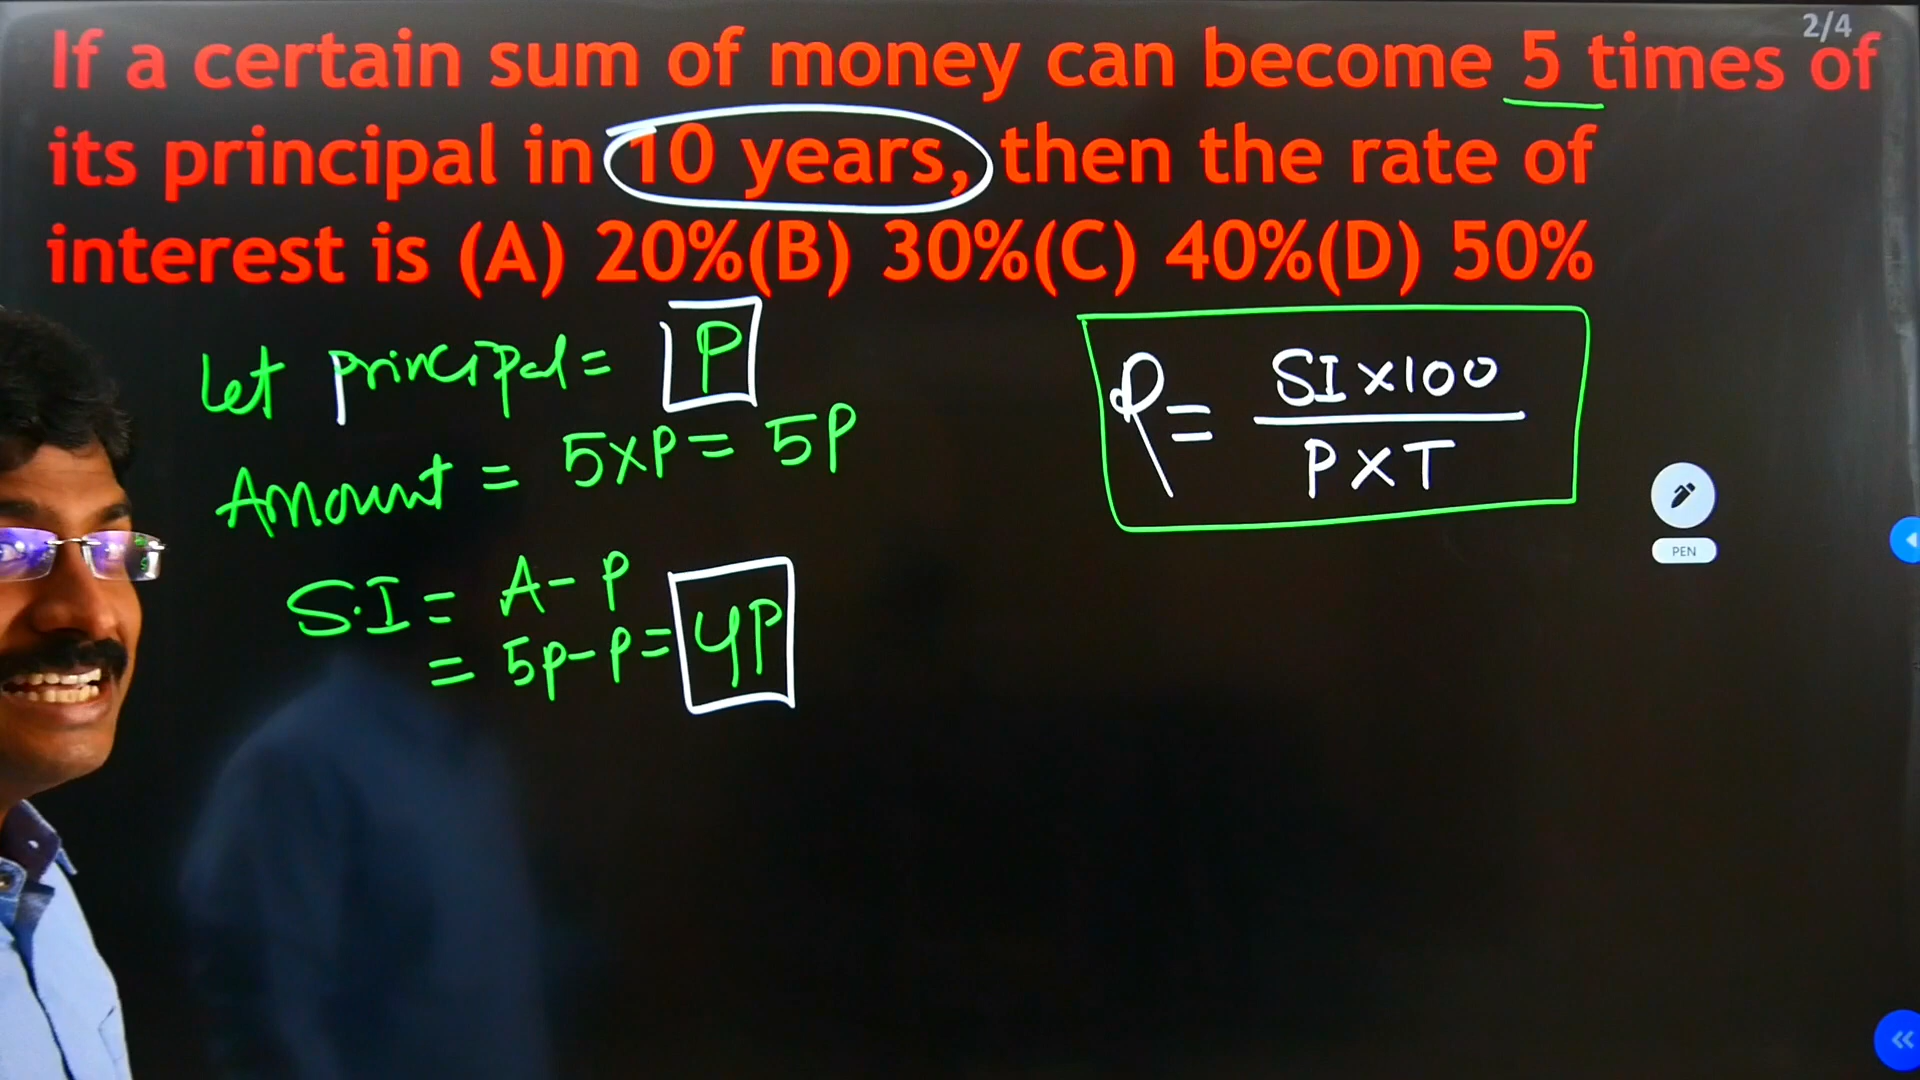 2/4
If a certain sum of money can become 5 times of
its principal in 10 years, then the rate of
interest is (A) 20%(B) 30%(C) 40%(D) 50%
Let principal = P
Amount = 5xP = 5P
S.I = A - P
= 5P - P = 4P
R = SI x 100
P x T
PEN